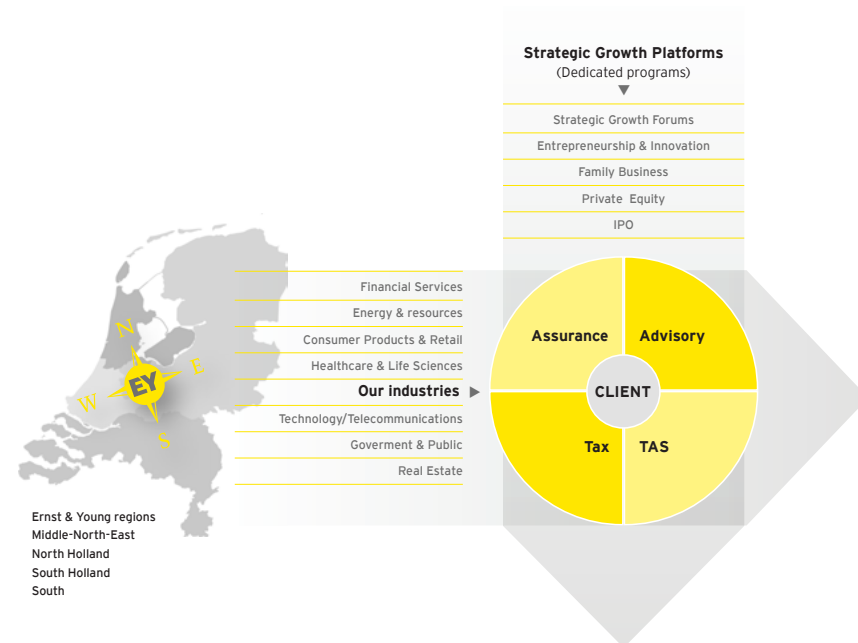 Strategic Growth Platforms
(Dedicated programs)
Strategic Growth Forums
Entrepreneurship & Innovation
Family Business
Private Equity
IPO
Financial Services
Energy & resources
Consumer Products & Retail
Healthcare & Life Sciences
Our industries
Technology/Telecommunications
Goverment & Public
Real Estate
Assurance
Advisory
CLIENT
Tax
TAS
N
E
EY
W
S
Ernst & Young regions
Middle-North-East
North Holland
South Holland
South